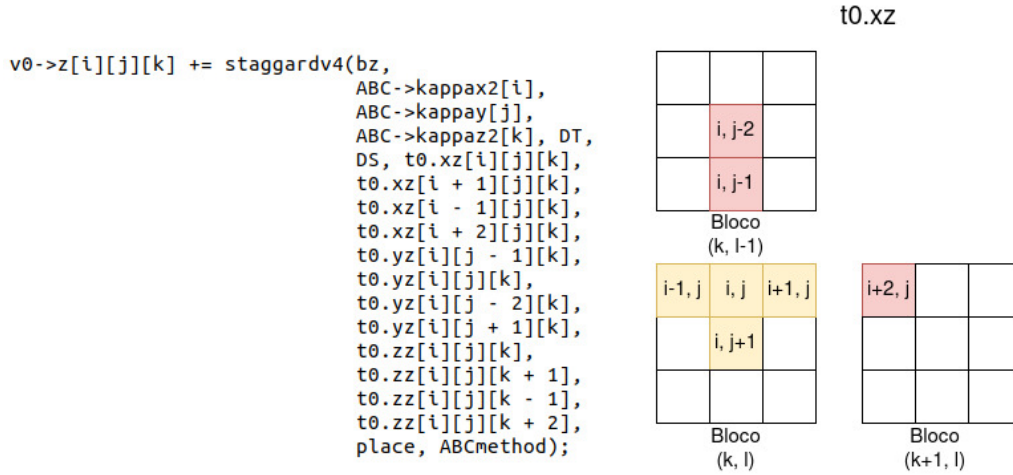 t0.xz
v0->z[i][j][k] += staggardv4(bz,
ABC->kappax2[i],
ABC->kappay[j],
ABC->kappaz2[k], DT,
DS, t0.xz[i][j][k],
t0.xz[i + 1][j][k],
t0.xz[i - 1][j][k],
t0.xz[i + 2][j][k],
t0.yz[i][j - 1][k],
t0.yz[i][j][k],
t0.yz[i][j - 2][k],
t0.yz[i][j + 1][k],
t0.zz[i][j][k],
t0.zz[i][j][k + 1],
t0.zz[i][j][k - 1],
t0.zz[i][j][k + 2],
place, ABCmethod);
i, j-2
i, j-1
Bloco
(k, l-1)
i-1, j
i, j
i+1, j
i, j+1
Bloco
(k, l)
i+2, j
Bloco
(k+1, l)